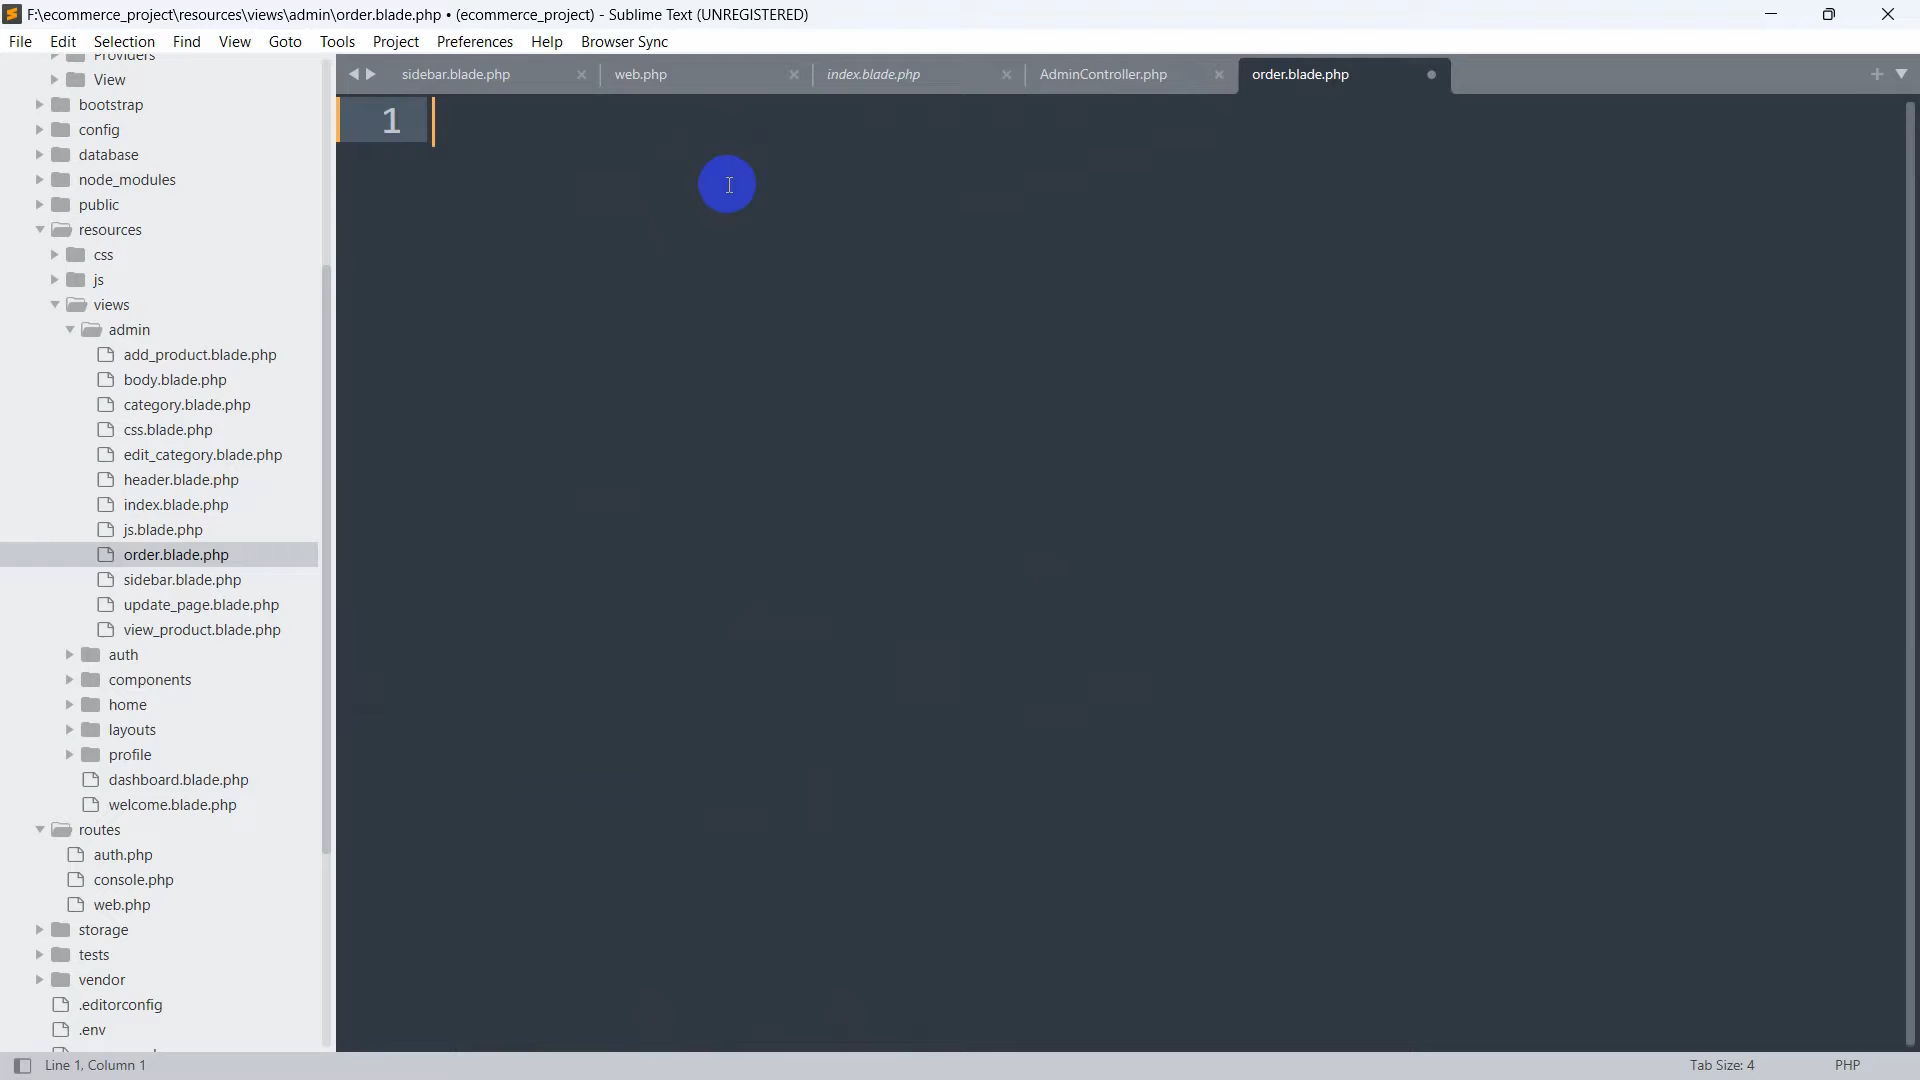 F:\ecommerce_project\resources\views\admin\order.blade.php • (ecommerce_project) - Sublime Text (UNREGISTERED)
File Edit Selection Find View Goto Tools Project Preferences Help Browser Sync
sidebar.blade.php web.php index.blade.php AdminController.php order.blade.php
1
Providers
View
bootstrap
config
database
node_modules
public
resources
css
js
views
admin
add_product.blade.php
body.blade.php
category.blade.php
css.blade.php
edit_category.blade.php
header.blade.php
index.blade.php
js.blade.php
order.blade.php
sidebar.blade.php
update_page.blade.php
view_product.blade.php
auth
components
home
layouts
profile
dashboard.blade.php
welcome.blade.php
routes
auth.php
console.php
web.php
storage
tests
vendor
.editorconfig
.env
Line 1, Column 1 Tab Size: 4 PHP